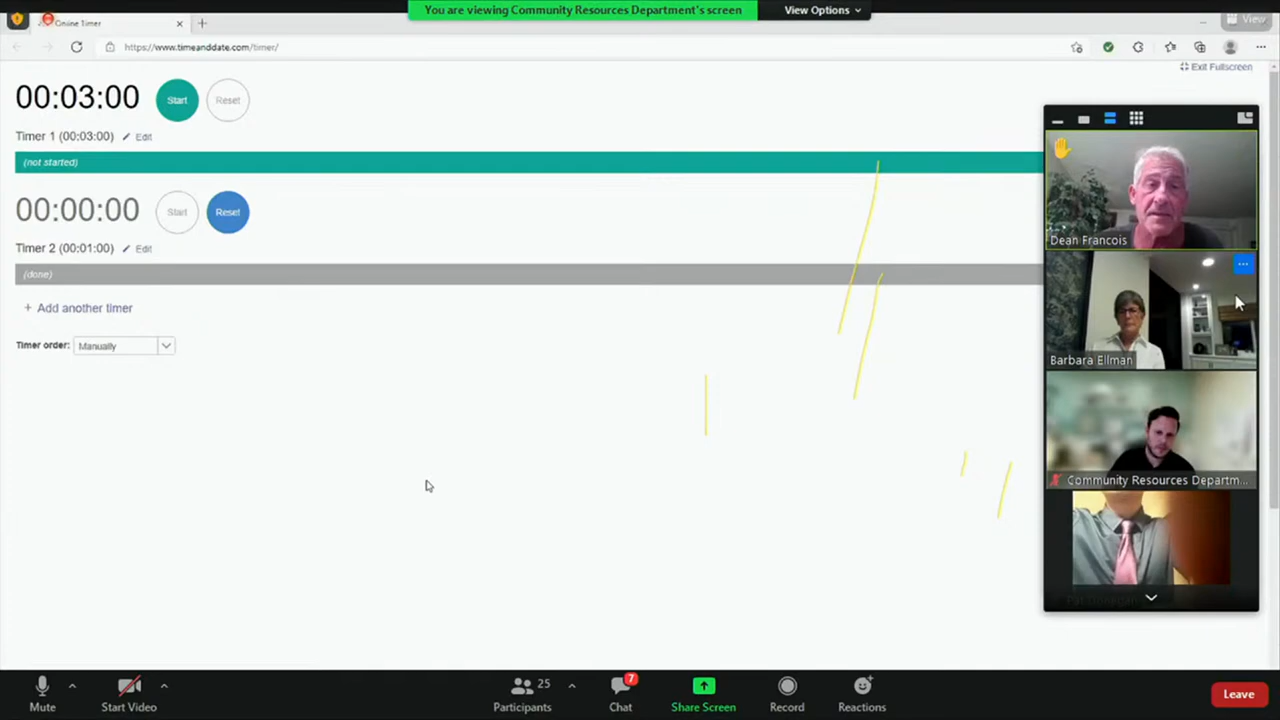 You are viewing Community Resources Department's screen
View Options
View
Online Timer
https://www.timeanddate.com/timer/
Exit Fullscreen
00:03:00
Start
Reset
Timer 1 (00:03:00)
Edit
(not started)
00:00:00
Start
Reset
Timer 2 (00:01:00)
Edit
(done)
+ Add another timer
Timer order:
Manually
Dean Francois
Barbara Ellman
Community Resources Departm...
Mute
Start Video
25
Participants
7
Chat
Share Screen
Record
Reactions
Leave